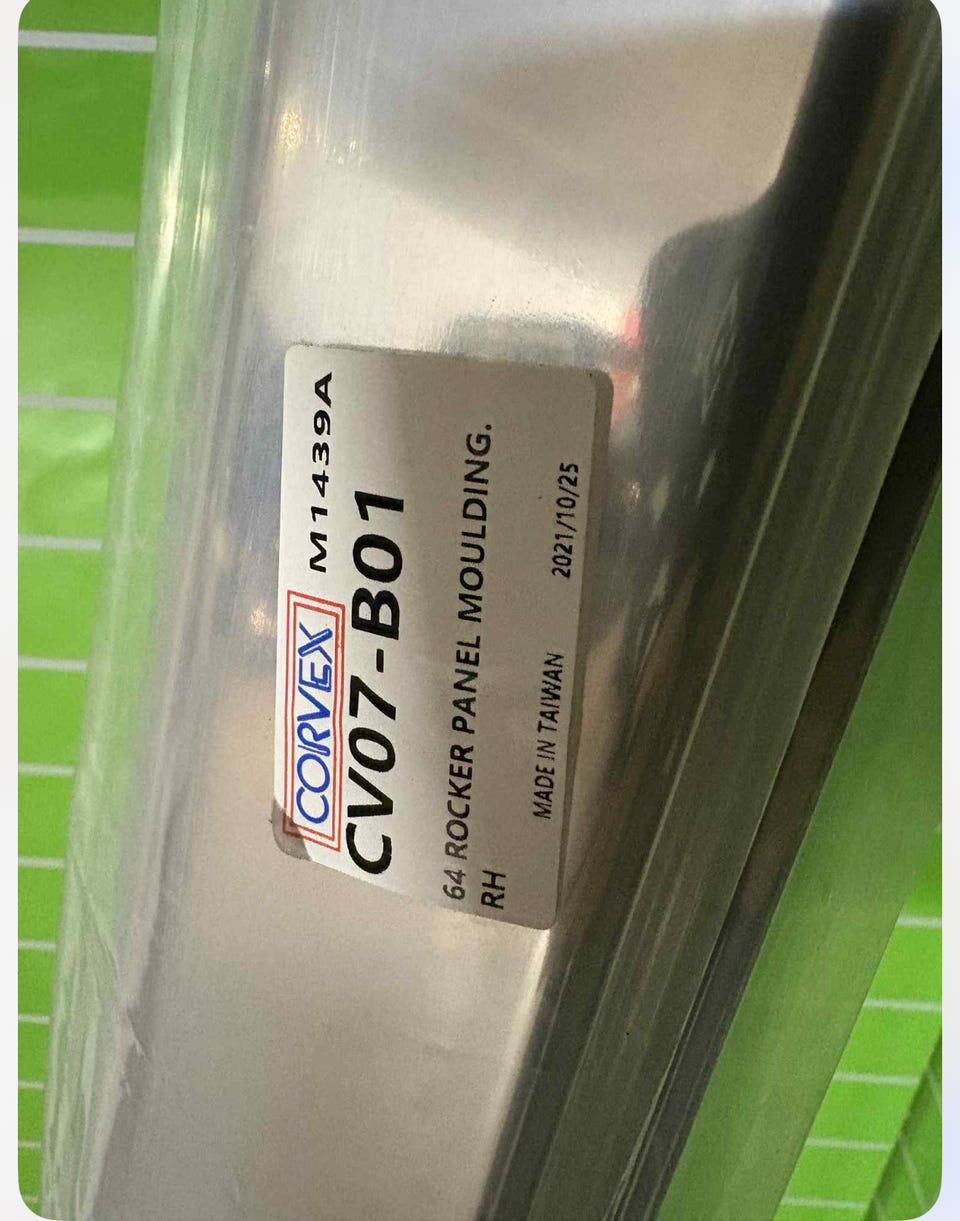 CORVEX M1439A
CV07-B01
64 ROCKER PANEL MOULDING.
RH
MADE IN TAIWAN 2021/10/25